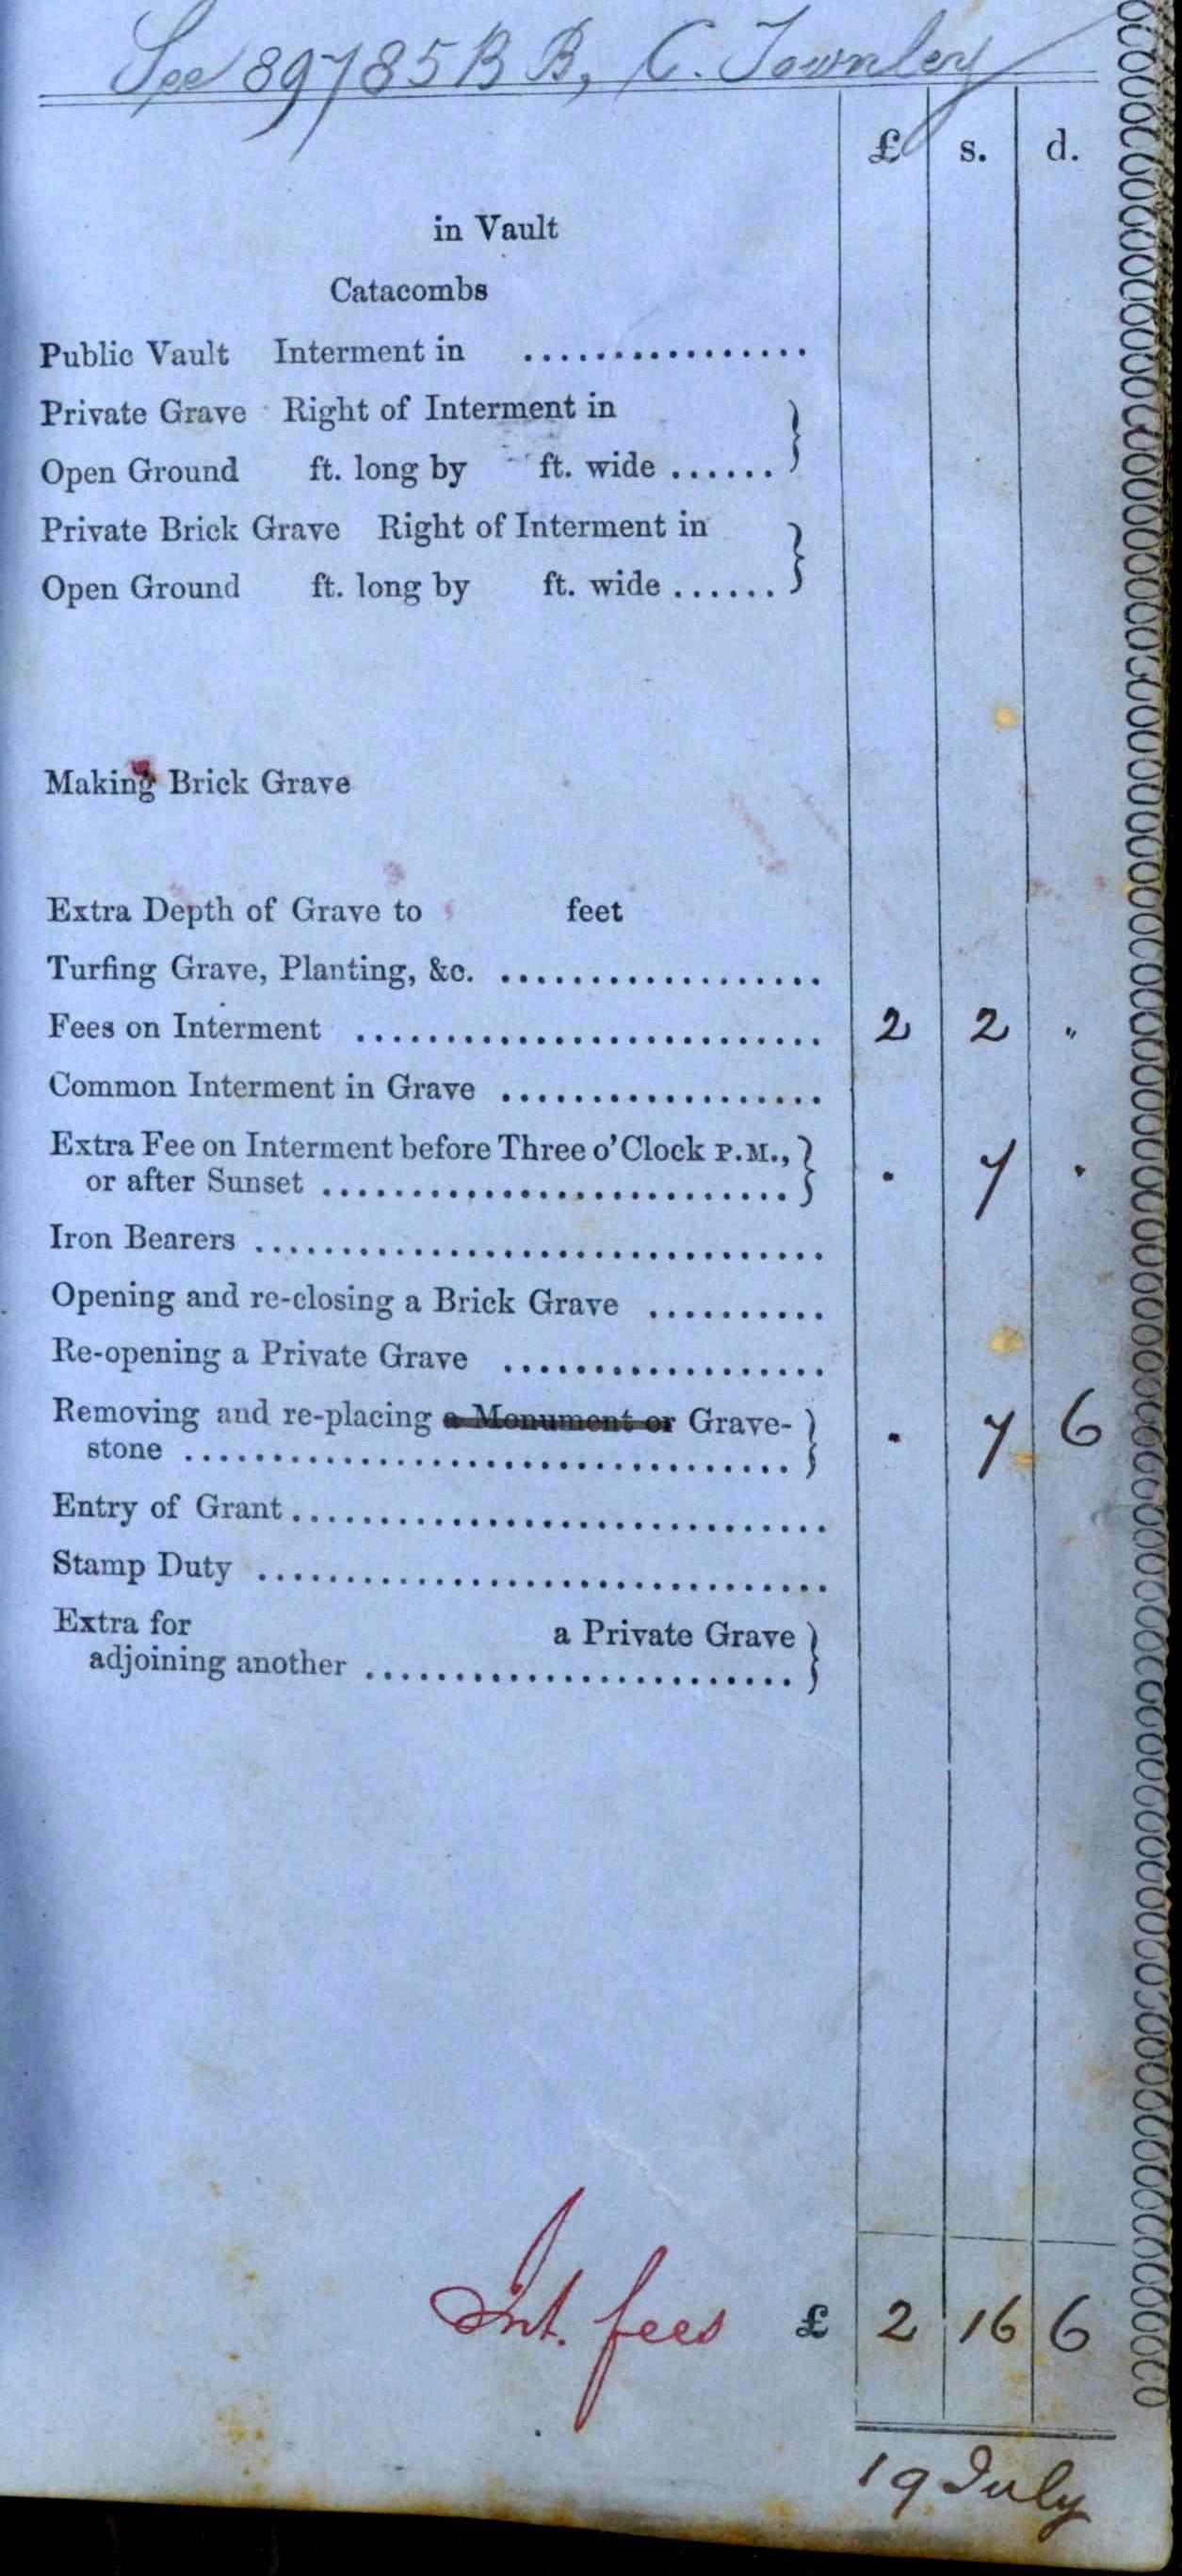 See 89785 B B, C. Townley
£ s. d.
in Vault
Catacombs
Public Vault Interment in ................
Private Grave Right of Interment in
Open Ground ft. long by ft. wide ...... }
Private Brick Grave Right of Interment in
Open Ground ft. long by ft. wide ...... }
Making Brick Grave
Extra Depth of Grave to feet
Turfing Grave, Planting, &c. ..................
Fees on Interment .......................... 2 2 "
Common Interment in Grave ..................
Extra Fee on Interment before Three o'Clock P.M., }
or after Sunset .......................... . 7 .
Iron Bearers ................................
Opening and re-closing a Brick Grave ..........
Re-opening a Private Grave ..................
Removing and re-placing a Monument or Grave- }
stone .................................. . 7 6
Entry of Grant..............................
Stamp Duty ................................
Extra for a Private Grave }
adjoining another ........................
Int. fees £ 2 16 6
19 July